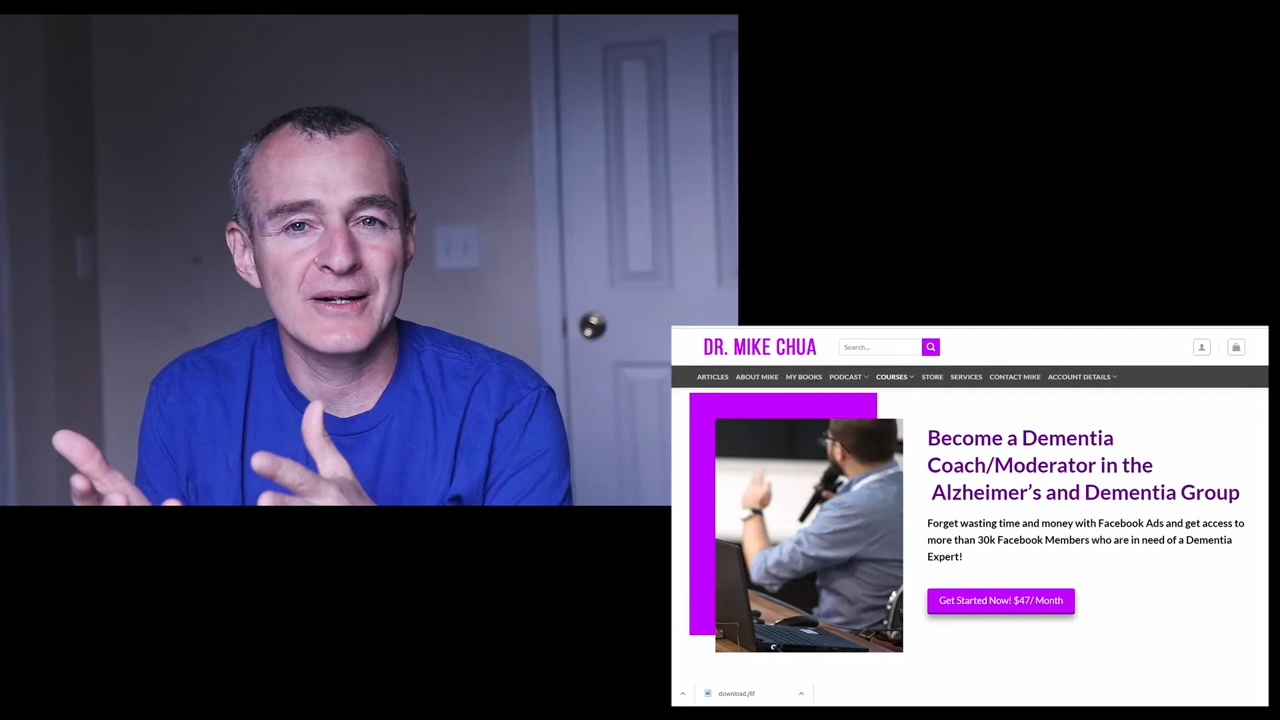 DR. MIKE CHUA
Search...
ARTICLES ABOUT MIKE MY BOOKS PODCAST COURSES STORE SERVICES CONTACT MIKE ACCOUNT DETAILS
Become a Dementia
Coach/Moderator in the
Alzheimer's and Dementia Group
Forget wasting time and money with Facebook Ads and get access to
more than 30k Facebook Members who are in need of a Dementia
Expert!
Get Started Now! $47/ Month
download.jfif